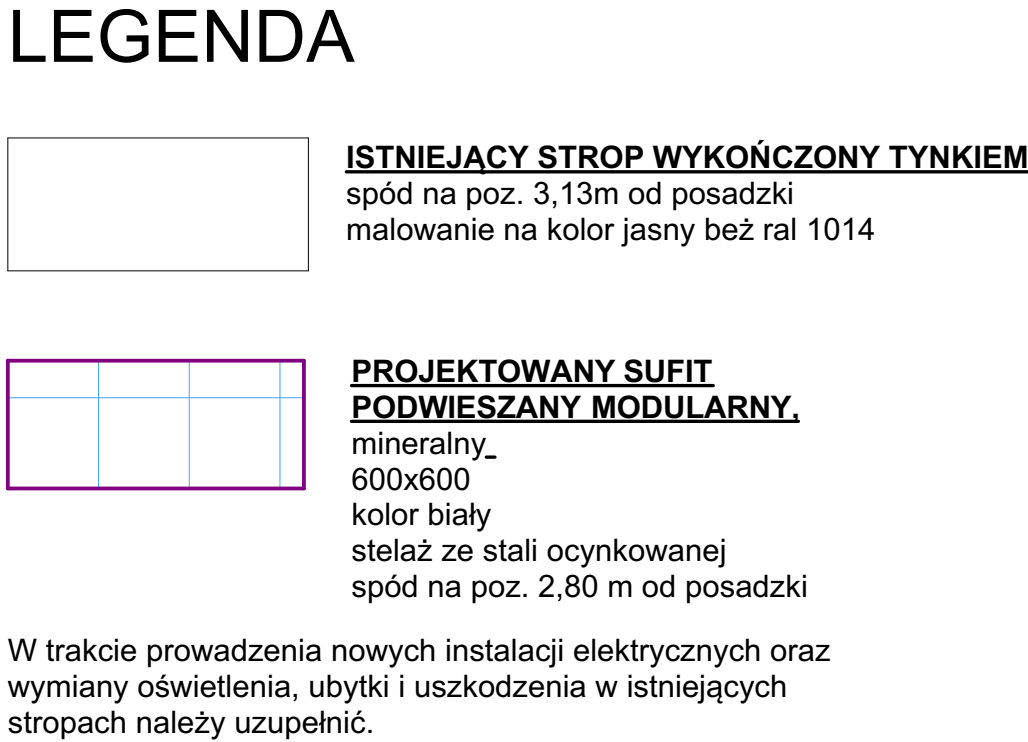 LEGENDA
ISTNIEJĄCY STROP WYKOŃCZONY TYNKIEM
spód na poz. 3,13m od posadzki
malowanie na kolor jasny beż ral 1014
PROJEKTOWANY SUFIT
PODWIESZANY MODULARNY,
mineralny
600x600
kolor biały
stelaż ze stali ocynkowanej
spód na poz. 2,80 m od posadzki
W trakcie prowadzenia nowych instalacji elektrycznych oraz
wymiany oświetlenia, ubytki i uszkodzenia w istniejących
stropach należy uzupełnić.